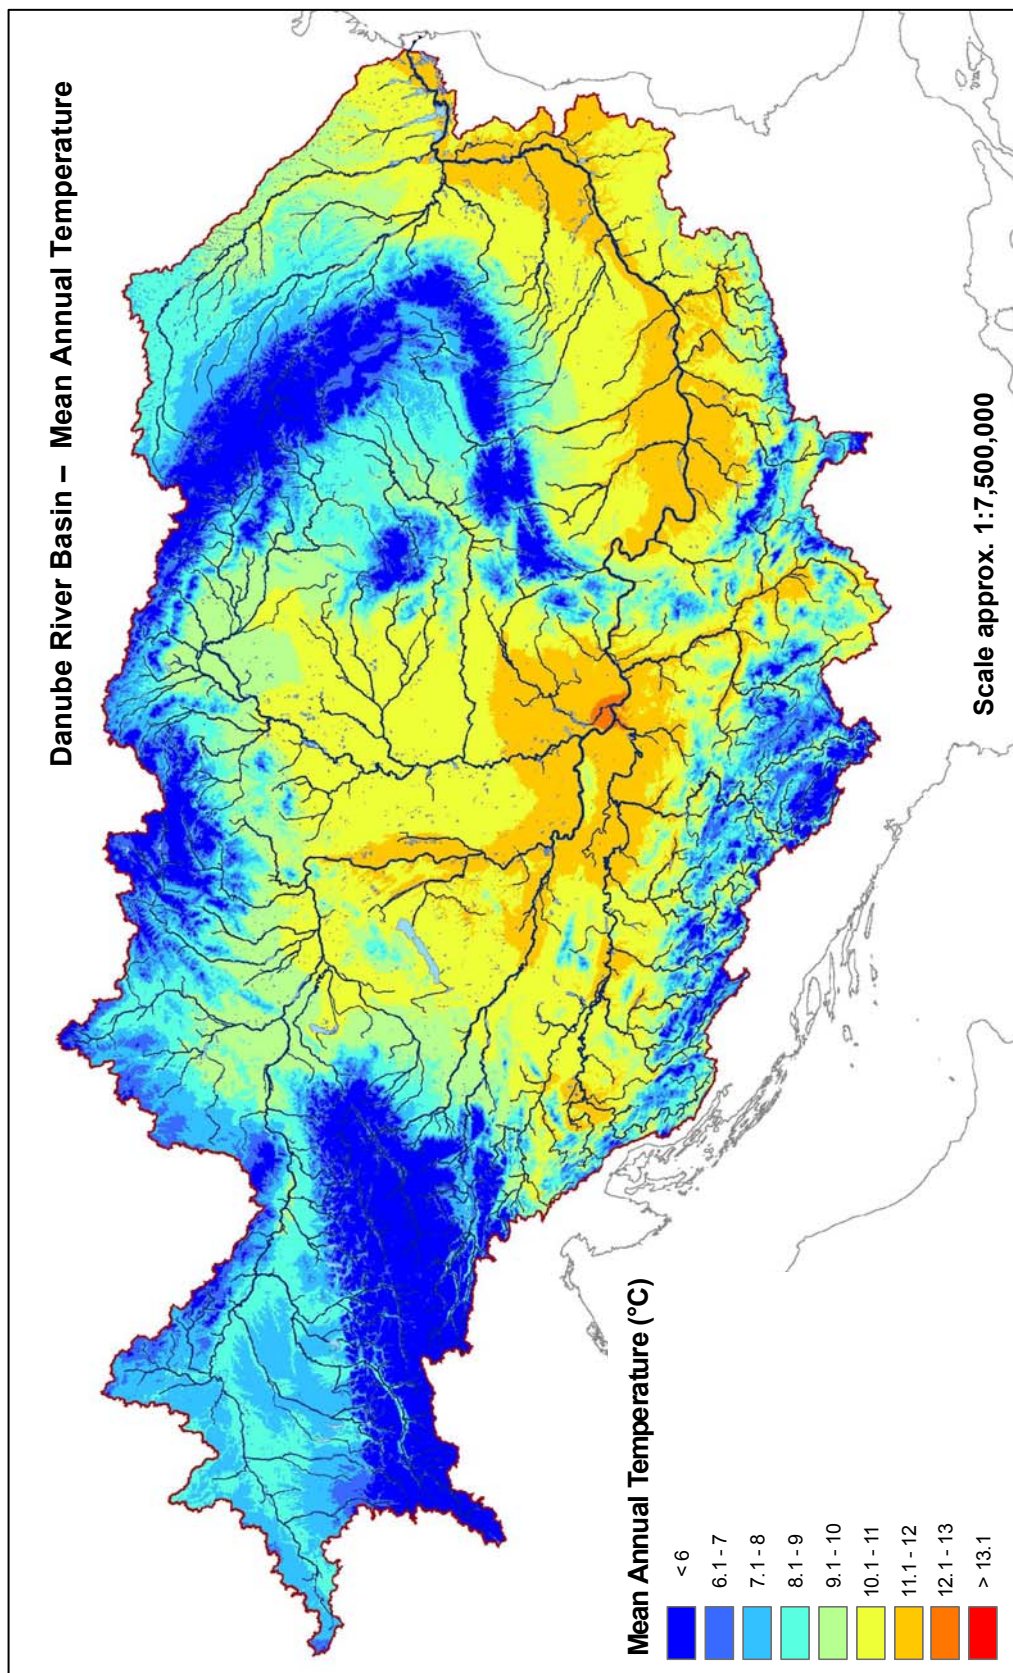 Danube River Basin – Mean Annual Temperature
Scale approx. 1:7,500,000
Mean Annual Temperature (°C)
< 6
6.1 - 7
7.1 - 8
8.1 - 9
9.1 - 10
10.1 - 11
11.1 - 12
12.1 - 13
> 13.1